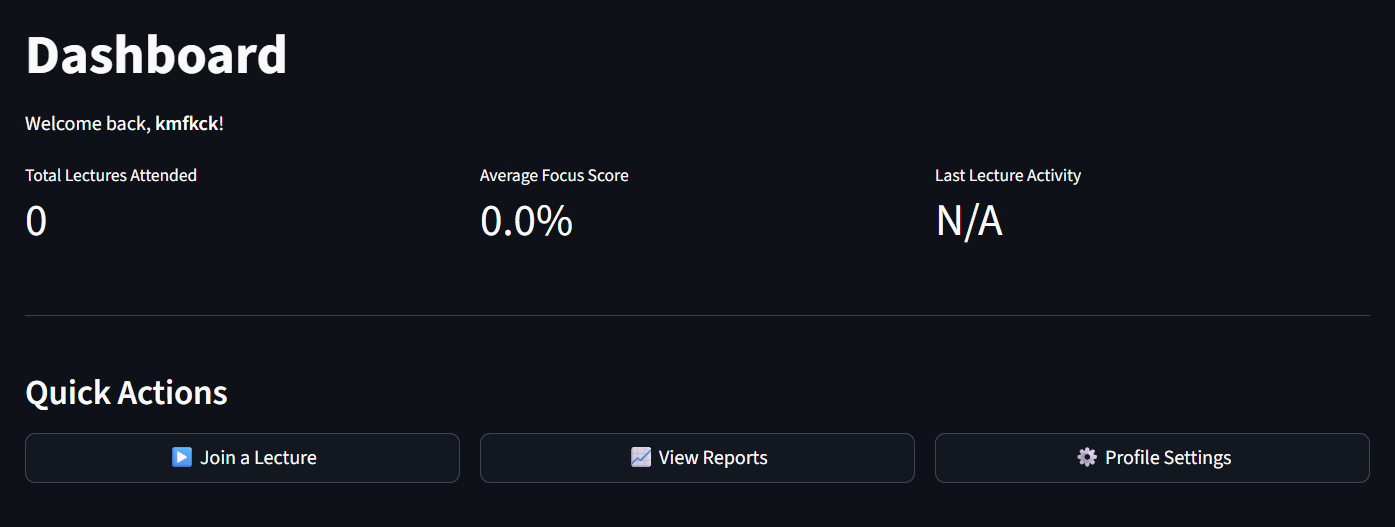 Dashboard
Welcome back, kmfkck!
Total Lectures Attended
Average Focus Score
Last Lecture Activity
0
0.0%
N/A
Quick Actions
Join a Lecture
View Reports
Profile Settings